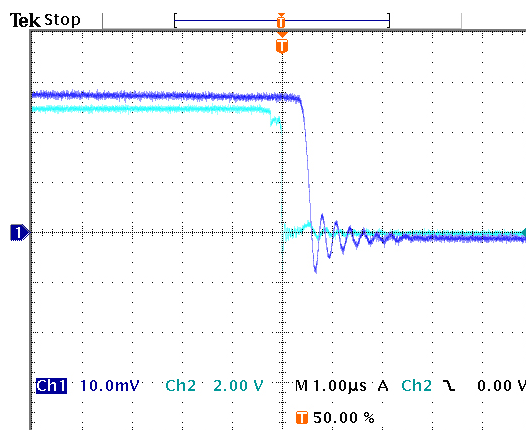 Tek Stop
T
T
1
Ch1 10.0mV Ch2 2.00 V M 1.00µs A Ch2 0.00 V
T 50.00 %